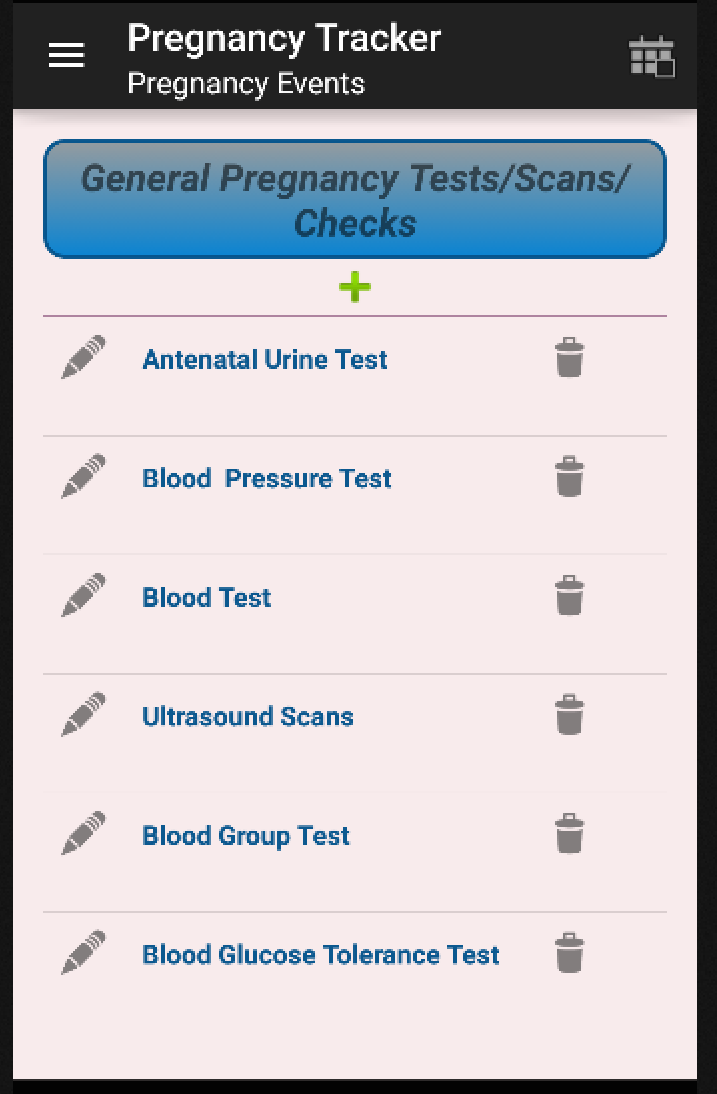 Pregnancy Tracker
Pregnancy Events
General Pregnancy Tests/Scans/
Checks
Antenatal Urine Test
Blood  Pressure Test
Blood Test
Ultrasound Scans
Blood Group Test
Blood Glucose Tolerance Test